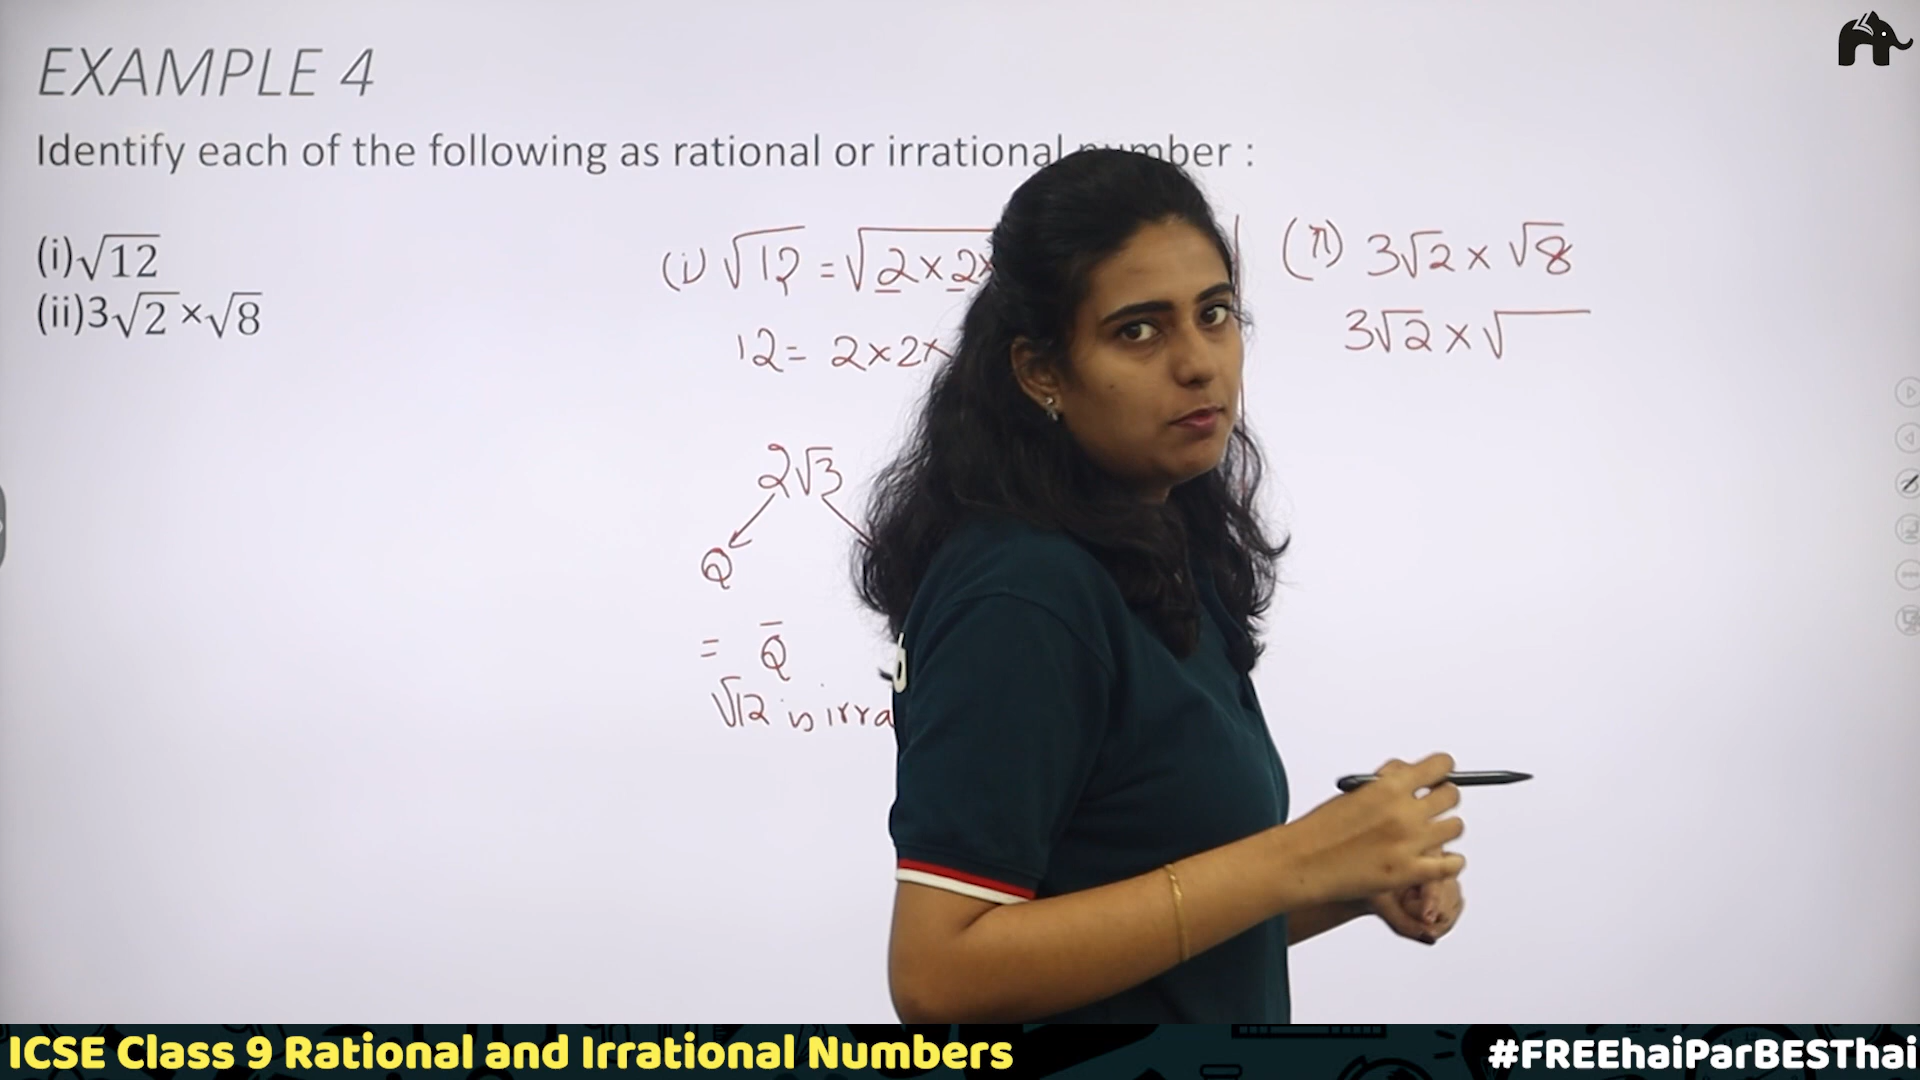 EXAMPLE 4
Identify each of the following as rational or irrational number :
(i)√12
(ii)3√2 ×√8
(i) √12 = √2×2×
12 = 2×2×
2√3
Q
= Q̅
√12 is irra
(ii) 3√2 × √8
3√2 × √
ICSE Class 9 Rational and Irrational Numbers
#FREEhaiParBESThai